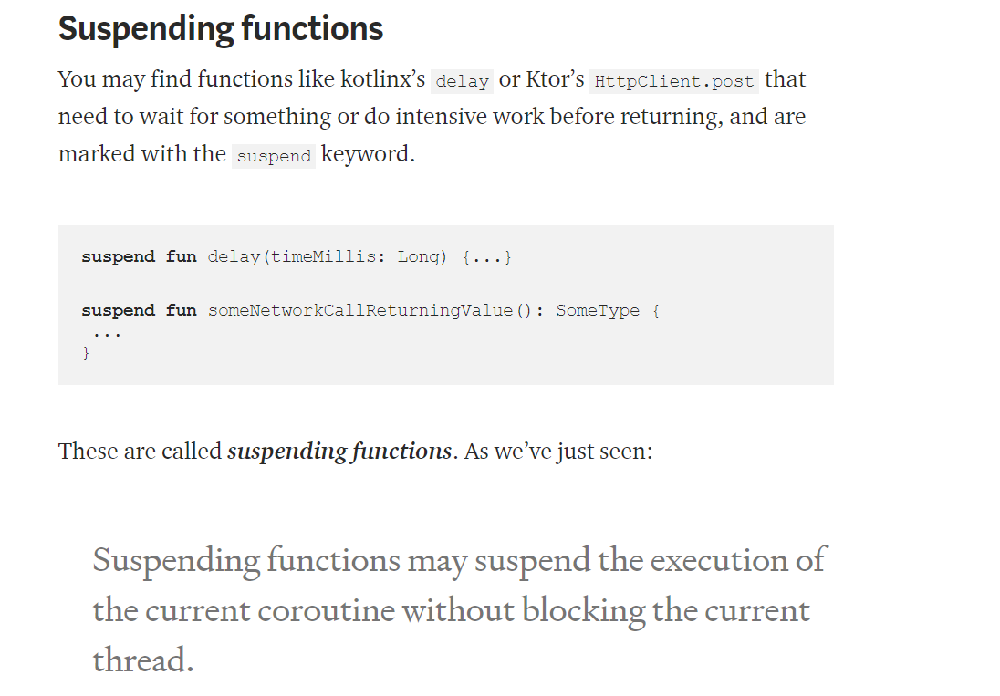 Suspending functions
You may find functions like kotlinx’s delay or Ktor’s HttpClient.post that
need to wait for something or do intensive work before returning, and are
marked with the suspend keyword.
suspend fun delay(timeMillis: Long) {...}
suspend fun someNetworkCallReturningValue(): SomeType {
...
}
These are called suspending functions. As we’ve just seen:
Suspending functions may suspend the execution of
the current coroutine without blocking the current
thread.